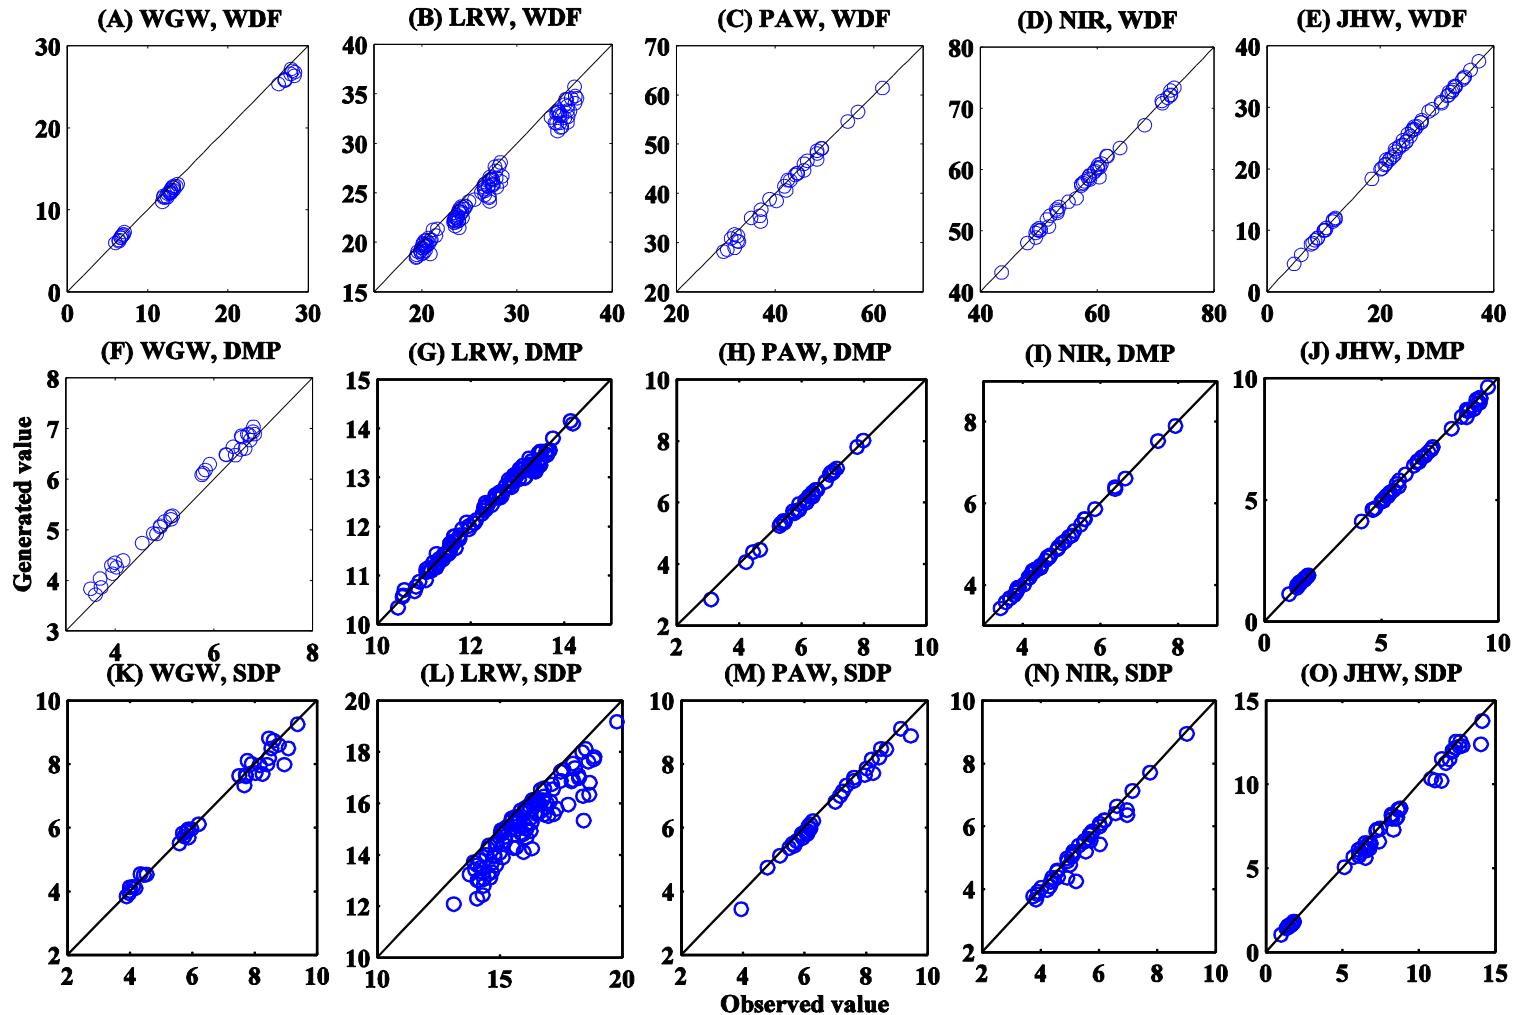 (A) WGW, WDF
(B) LRW, WDF
(C) PAW, WDF
(D) NIR, WDF
(E) JHW, WDF
30
20
10
0
0 10 20 30
40
35
30
25
20
15
20 30 40
70
60
50
40
30
20
20 40 60
80
70
60
50
40
40 60 80
40
30
20
10
0
0 20 40
(F) WGW, DMP
(G) LRW, DMP
(H) PAW, DMP
(I) NIR, DMP
(J) JHW, DMP
Generated value
8
7
6
5
4
3
4 6 8
15
14
13
12
11
10
10 12 14
10
8
6
4
2
2 4 6 8 10
8
6
4
4 6 8
10
5
0
0 5 10
(K) WGW, SDP
(L) LRW, SDP
(M) PAW, SDP
(N) NIR, SDP
(O) JHW, SDP
10
8
6
4
2
2 4 6 8 10
20
18
16
14
12
10
10 15 20
10
8
6
4
2
2 4 6 8 10
10
8
6
4
2
2 4 6 8 10
15
10
5
0
0 5 10 15
Observed value